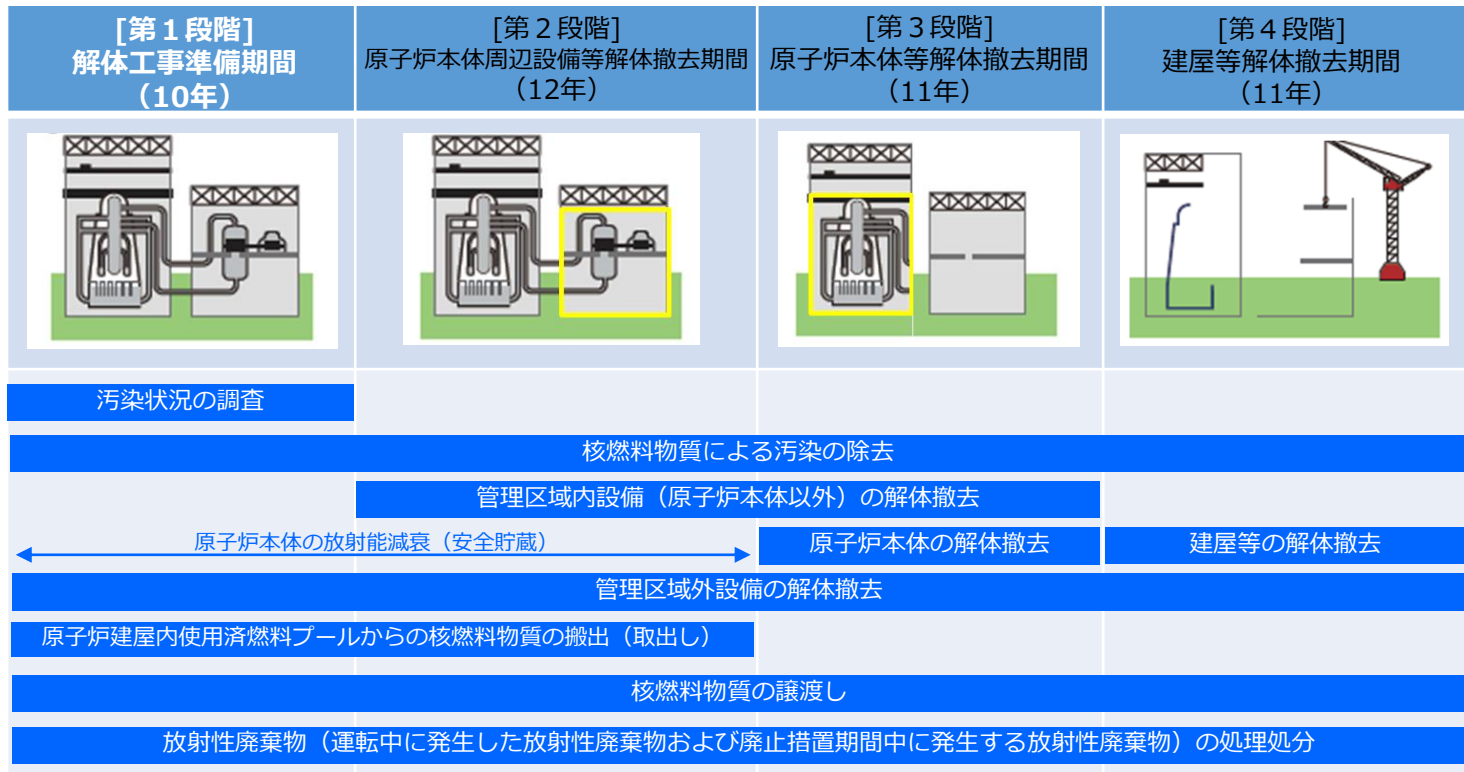 [第１段階]
解体工事準備期間
（10年）
[第２段階]
原子炉本体周辺設備等解体撤去期間
（12年）
[第３段階]
原子炉本体等解体撤去期間
（11年）
[第４段階]
建屋等解体撤去期間
（11年）
汚染状況の調査
核燃料物質による汚染の除去
管理区域内設備（原子炉本体以外）の解体撤去
原子炉本体の放射能減衰（安全貯蔵）
原子炉本体の解体撤去
建屋等の解体撤去
管理区域外設備の解体撤去
原子炉建屋内使用済燃料プールからの核燃料物質の搬出（取出し）
核燃料物質の譲渡し
放射性廃棄物（運転中に発生した放射性廃棄物および廃止措置期間中に発生する放射性廃棄物）の処理処分